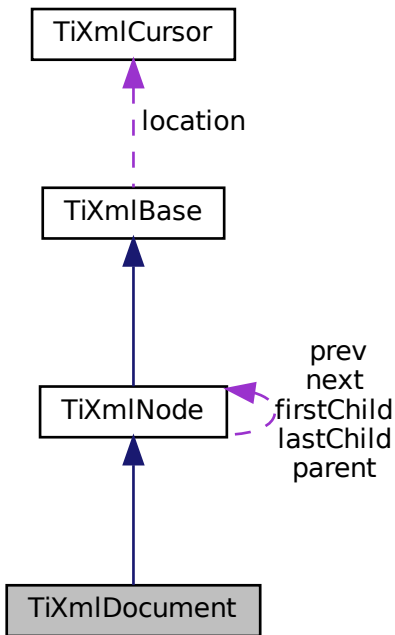 TiXmlCursor
location
TiXmlBase
prev
next
firstChild
lastChild
parent
TiXmlNode
TiXmlDocument